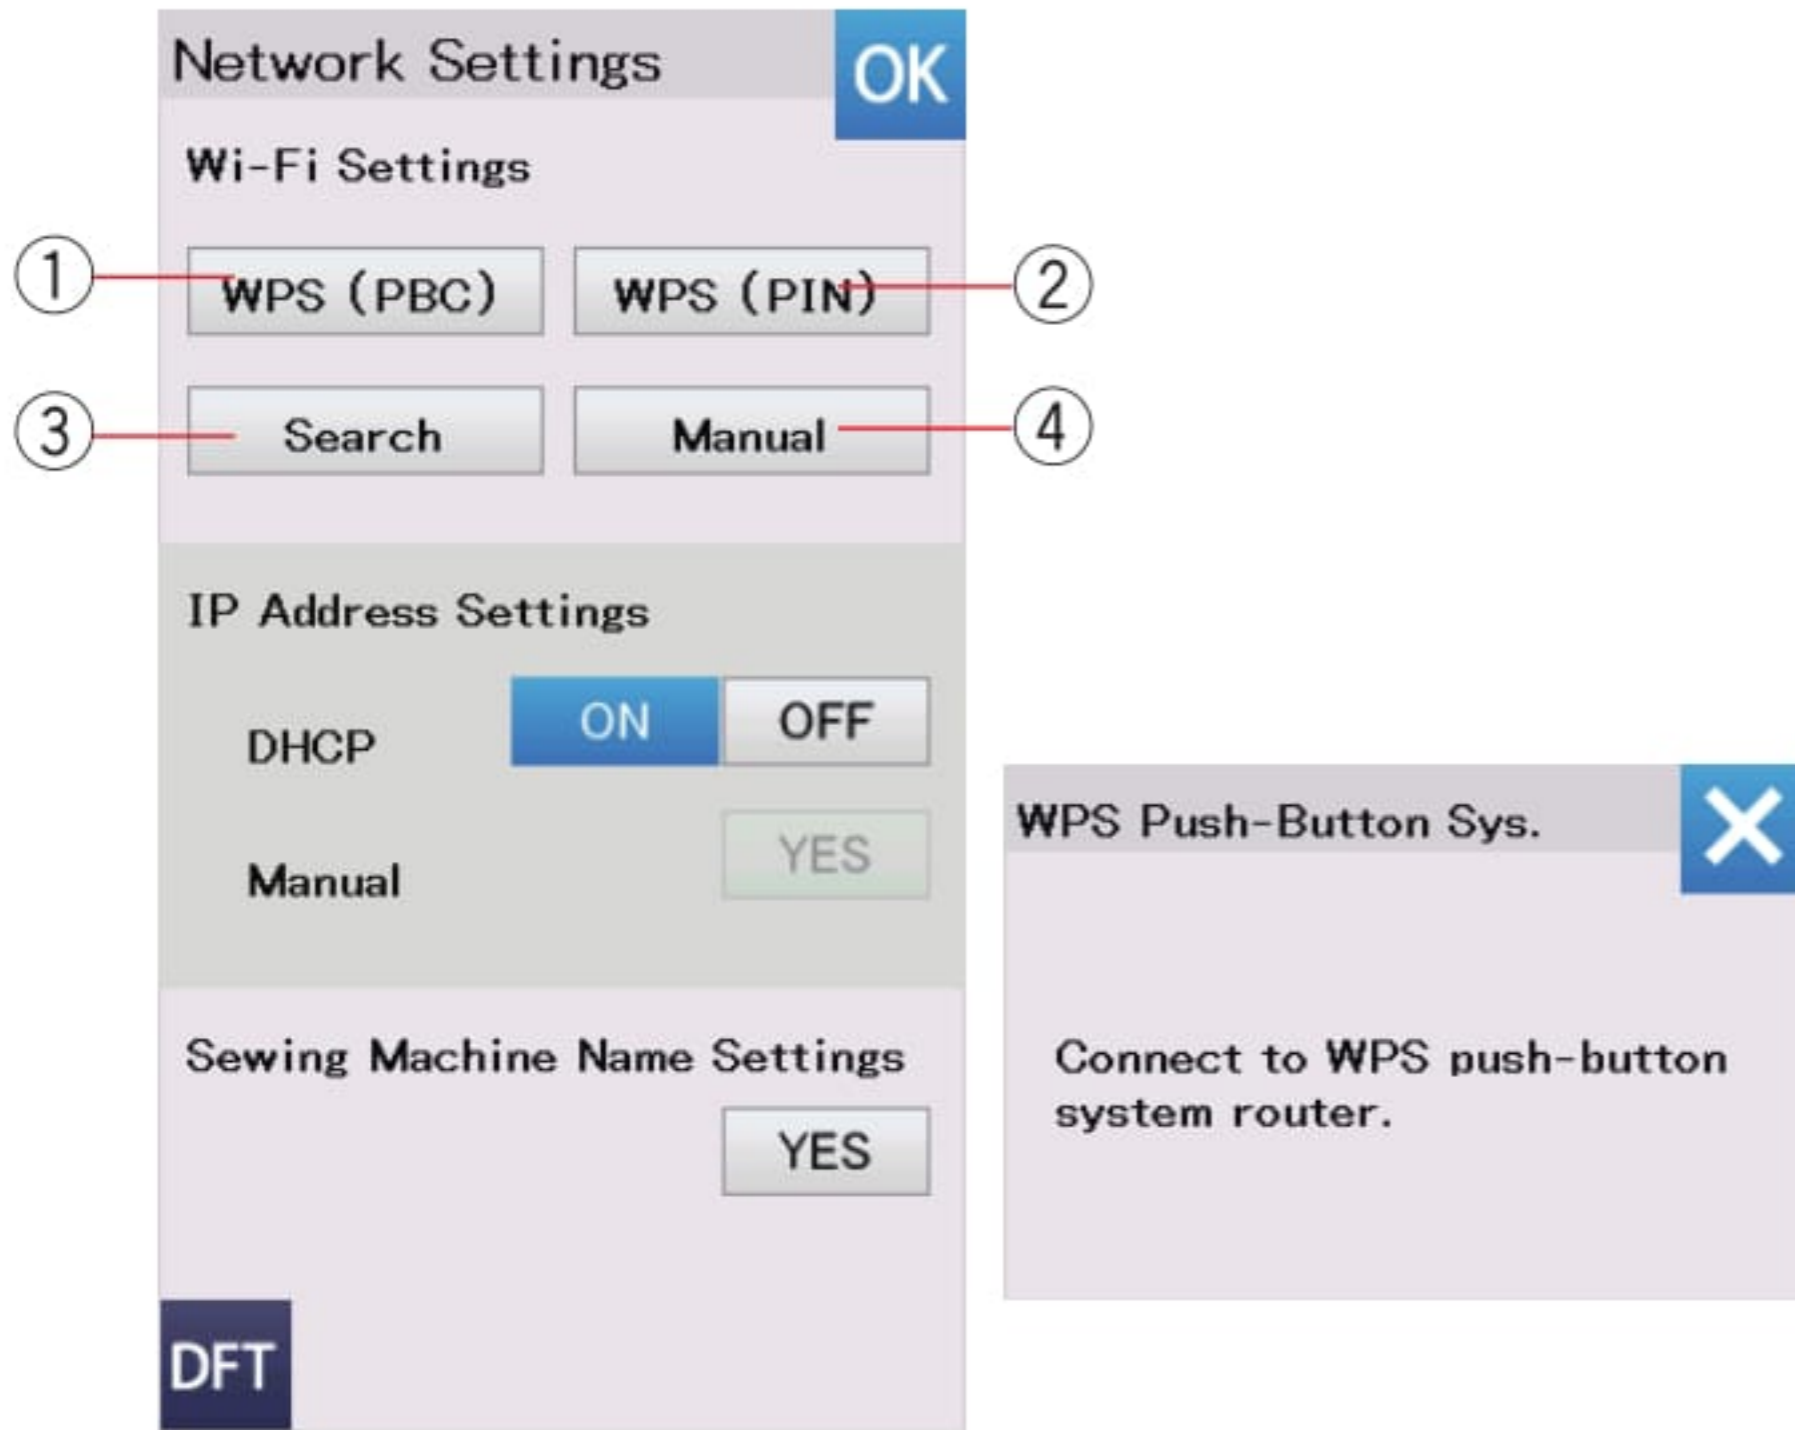 Network Settings
OK
Wi-Fi Settings
① WPS (PBC) WPS (PIN) ②
③ Search Manual ④
IP Address Settings
DHCP ON OFF
Manual YES
Sewing Machine Name Settings
YES
DFT
WPS Push-Button Sys.
Connect to WPS push-button
system router.